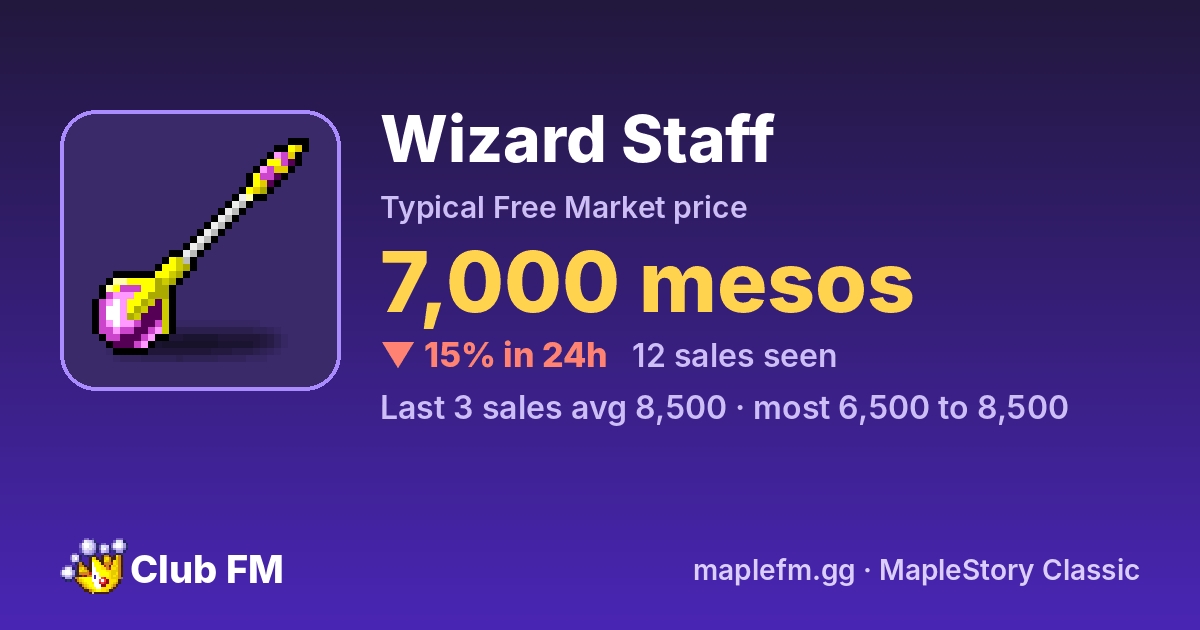 Wizard Staff
Typical Free Market price
7,000 mesos
▼ 15% in 24h 12 sales seen
Last 3 sales avg 8,500 · most 6,500 to 8,500
Club FM
maplefm.gg · MapleStory Classic